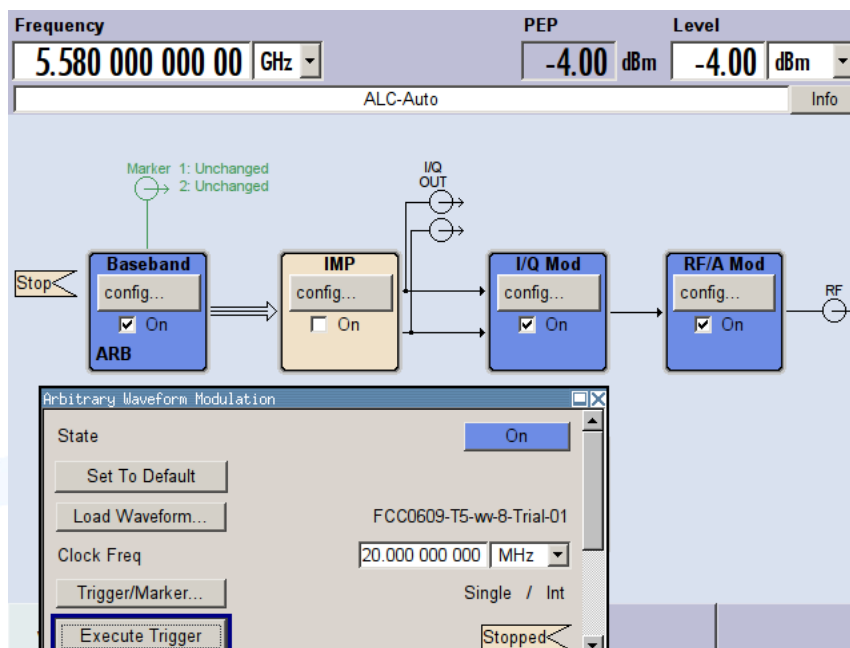 Frequency PEP Level
5.580 000 000 00 GHz -4.00 dBm -4.00 dBm
ALC-Auto Info
Marker 1: Unchanged
2: Unchanged
I/Q
OUT
Stop
Baseband IMP I/Q Mod RF/A Mod
config... config... config... config...
RF
On On On On
ARB
Arbitrary Waveform Modulation
State On
Set To Default
Load Waveform... FCC0609-T5-wv-8-Trial-01
Clock Freq 20.000 000 000 MHz
Trigger/Marker... Single / Int
Execute Trigger Stopped